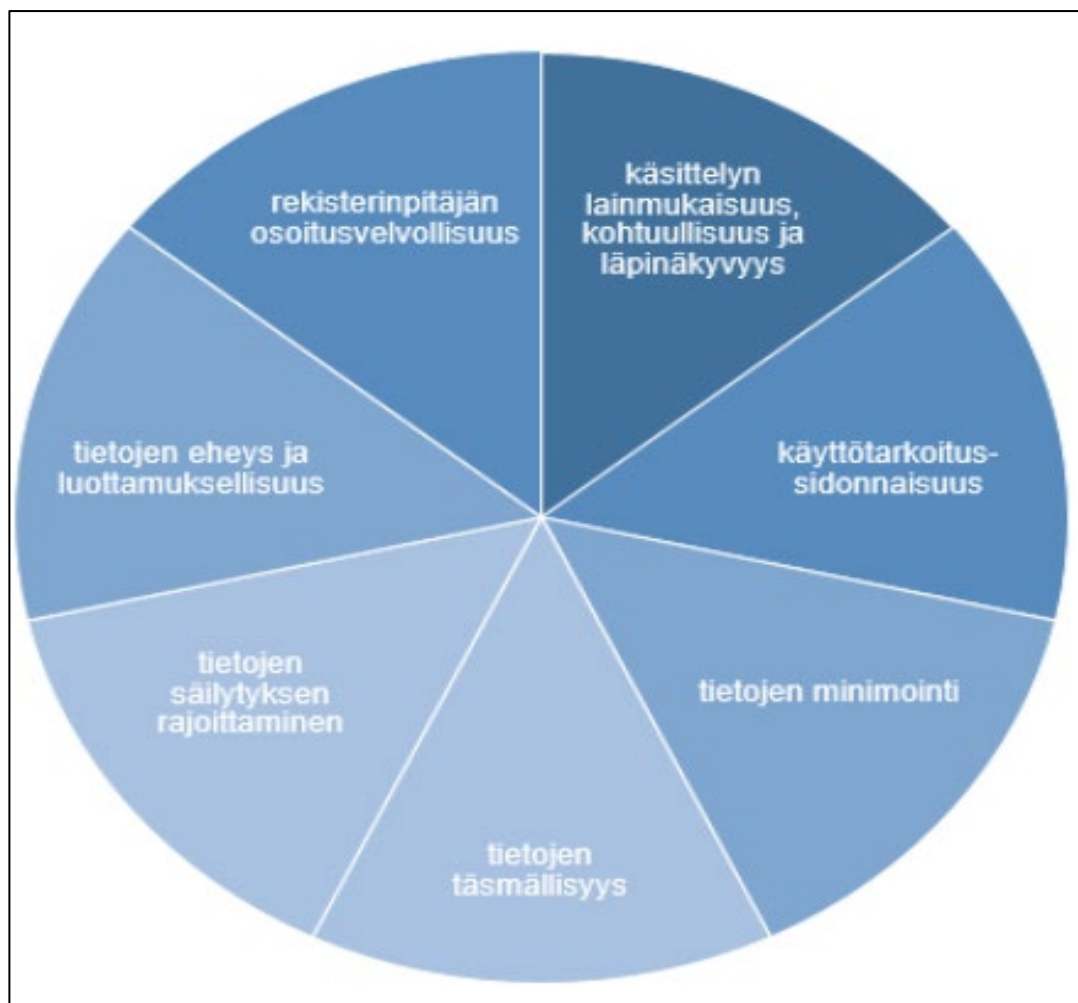 käsittelyn
lainmukaisuus,
kohtuullisuus ja
läpinäkyvyys
käyttötarkoitus-
sidonnaisuus
tietojen minimointi
tietojen
täsmällisyys
tietojen
säilytyksen
rajoittaminen
tietojen eheys ja
luottamuksellisuus
rekisterinpitäjän
osoitusvelvollisuus